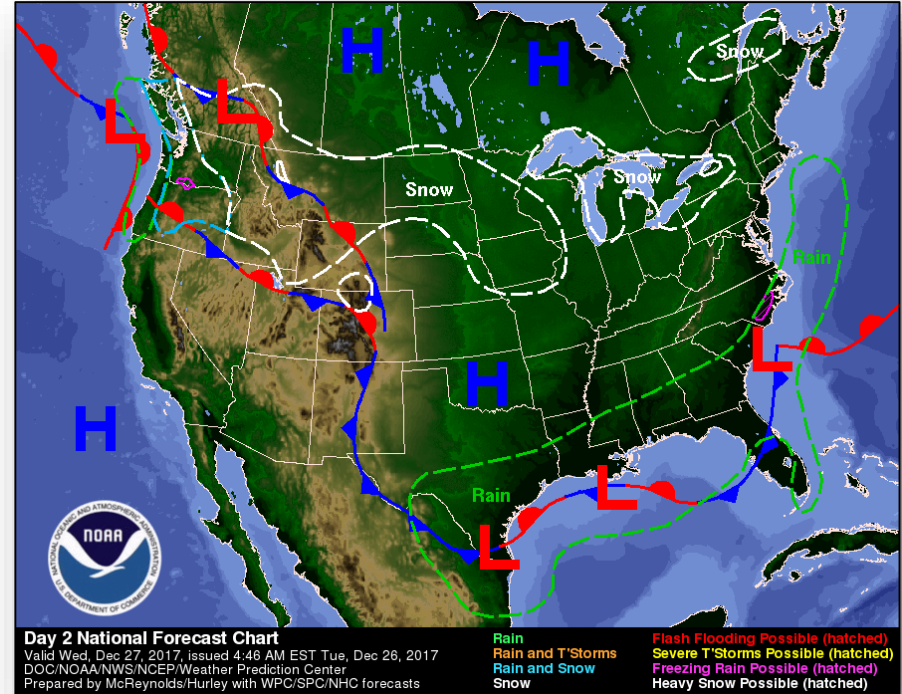 H
H
Snow
L
L
Snow
Snow
Rain
L
H
H
L
Rain
L
NATIONAL OCEANIC AND ATMOSPHERIC ADMINISTRATION
NOAA
U.S. DEPARTMENT OF COMMERCE
Day 2 National Forecast Chart
Valid Wed, Dec 27, 2017, issued 4:46 AM EST Tue, Dec 26, 2017
DOC/NOAA/NWS/NCEP/Weather Prediction Center
Prepared by McReynolds/Hurley with WPC/SPC/NHC forecasts
Rain
Rain and T'Storms
Rain and Snow
Snow
Flash Flooding Possible (hatched)
Severe T'Storms Possible (hatched)
Freezing Rain Possible (hatched)
Heavy Snow Possible (hatched)